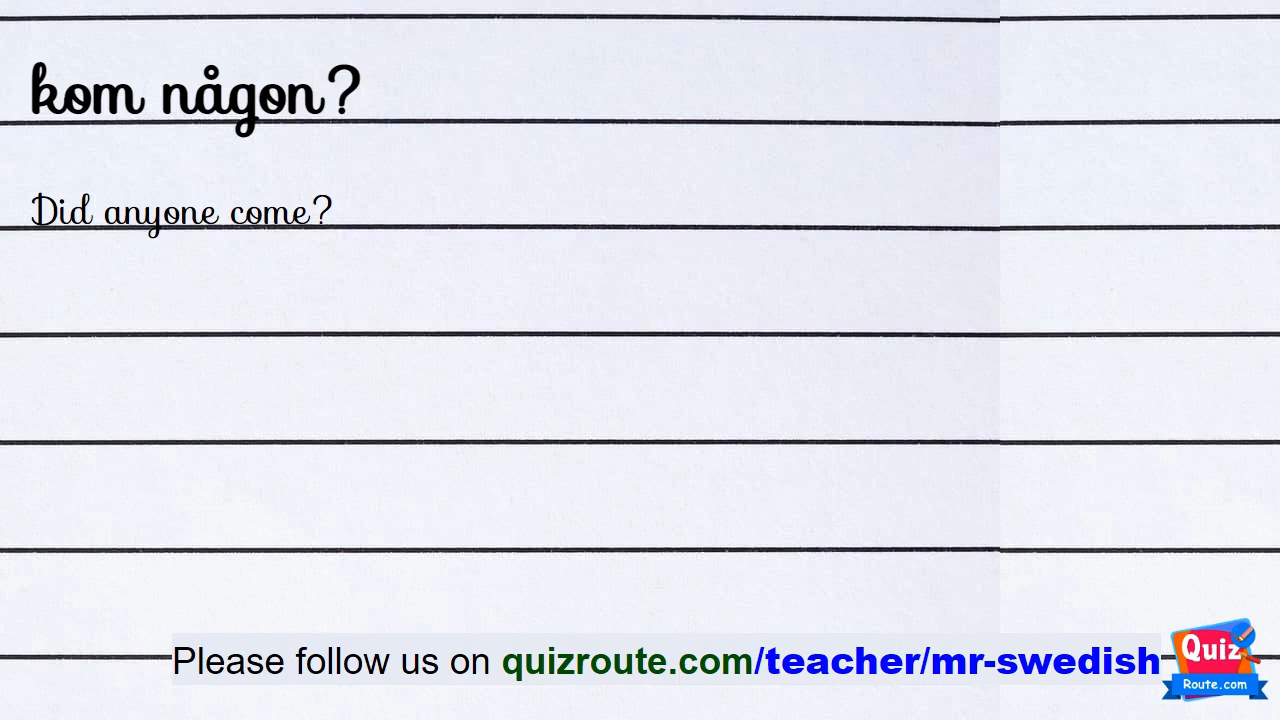 kom någon?
Did anyone come?
Please follow us on quizroute.com/teacher/mr-swedish
Quiz
Route.com